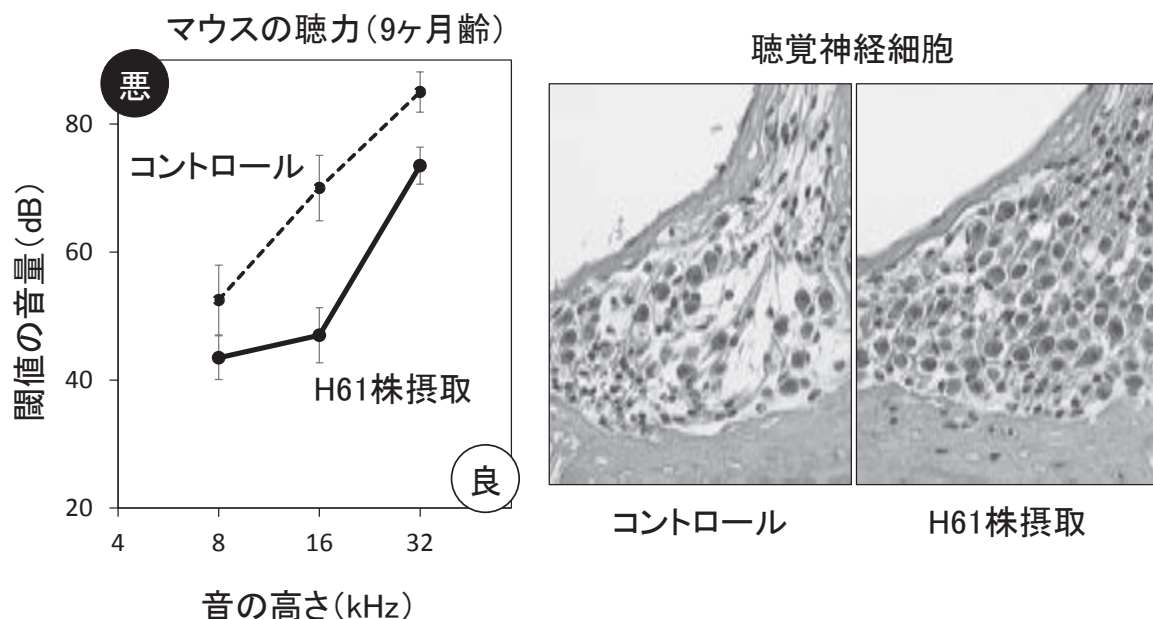 マウスの聴力(9ヶ月齢)
悪
80
60
40
20
閾値の音量(dB)
コントロール
H61株摂取
良
4 8 16 32
音の高さ(kHz)
聴覚神経細胞
コントロール H61株摂取